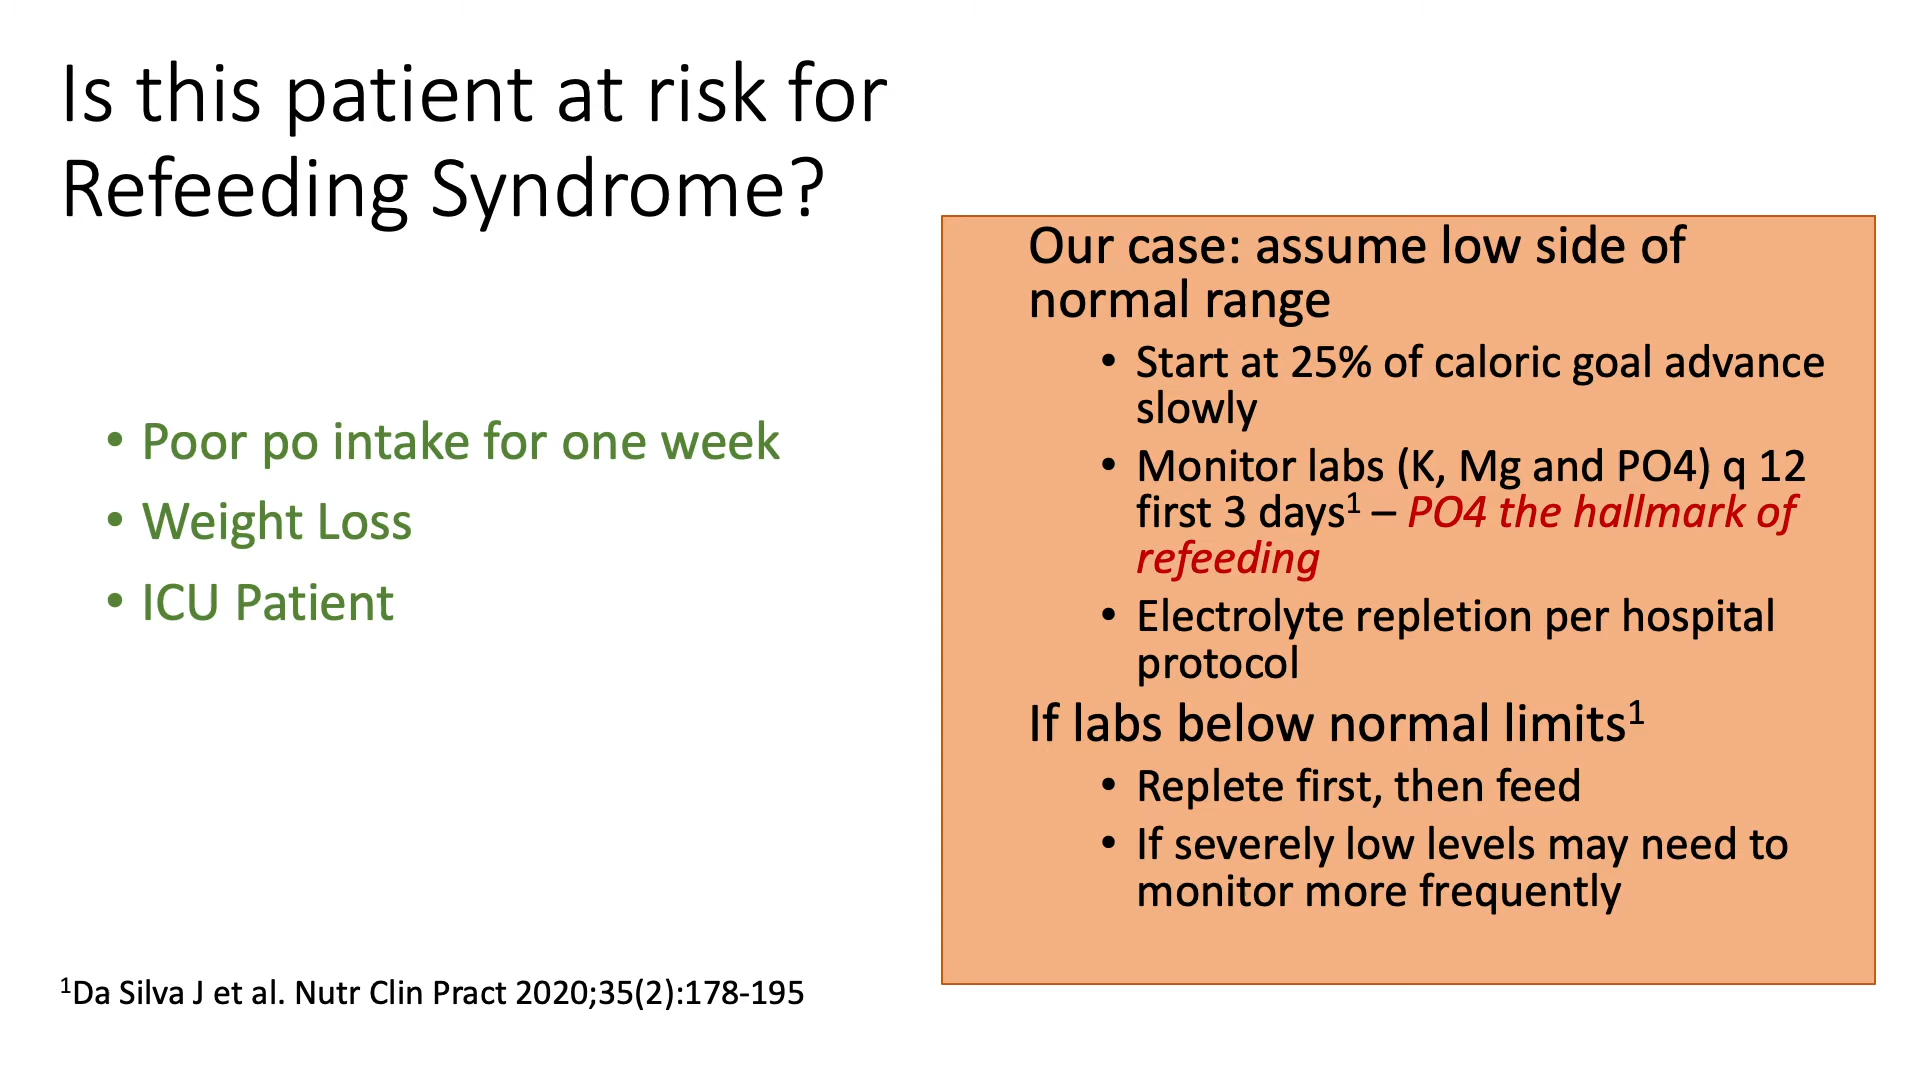 Is this patient at risk for
Refeeding Syndrome?
• Poor po intake for one week
• Weight Loss
• ICU Patient
Our case: assume low side of
normal range
• Start at 25% of caloric goal advance
slowly
• Monitor labs (K, Mg and PO4) q 12
first 3 days¹ – PO4 the hallmark of
refeeding
• Electrolyte repletion per hospital
protocol
If labs below normal limits¹
• Replete first, then feed
• If severely low levels may need to
monitor more frequently
¹Da Silva J et al. Nutr Clin Pract 2020;35(2):178-195